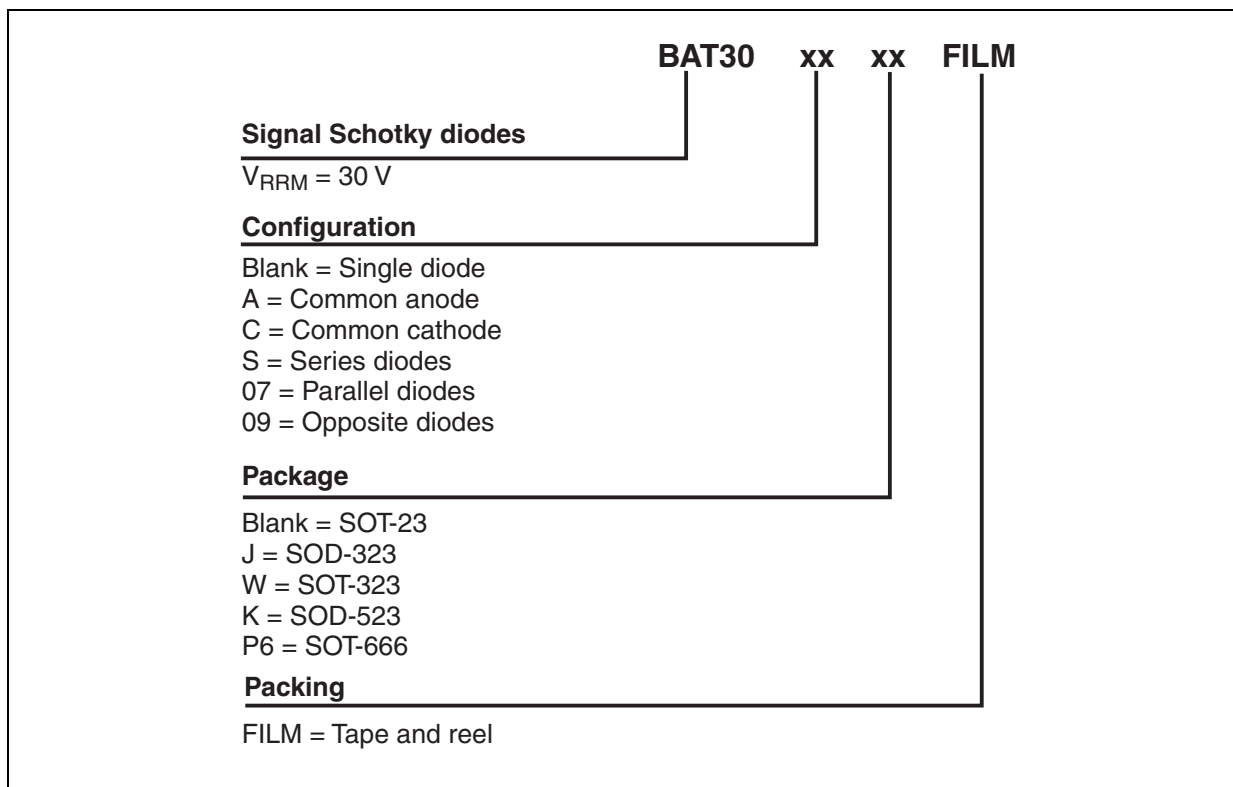 BAT30 xx xx FILM
Signal Schotky diodes
VRRM = 30 V
Configuration
Blank = Single diode
A = Common anode
C = Common cathode
S = Series diodes
07 = Parallel diodes
09 = Opposite diodes
Package
Blank = SOT-23
J = SOD-323
W = SOT-323
K = SOD-523
P6 = SOT-666
Packing
FILM = Tape and reel